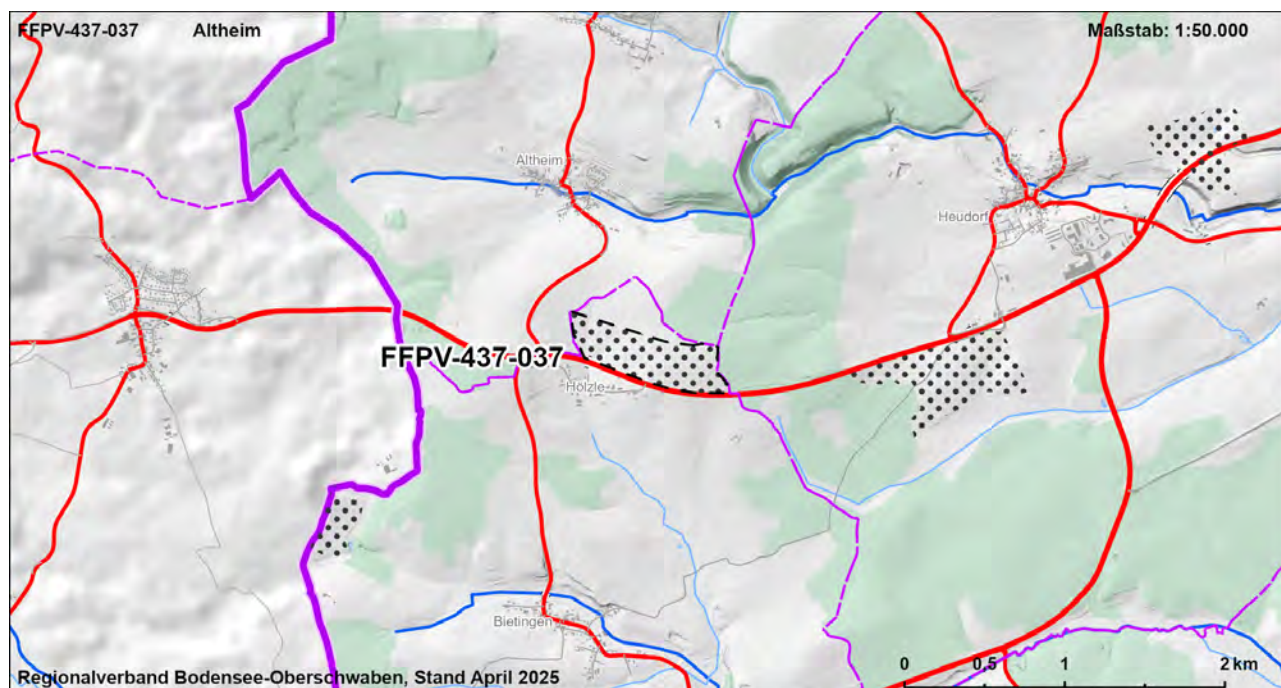 FFPV-437-037 Altheim Maßstab: 1:50.000
Altheim
Heudorf
FFPV-437-037
Hölzle
Bietingen
0 0,5 1 2 km
Regionalverband Bodensee-Oberschwaben, Stand April 2025